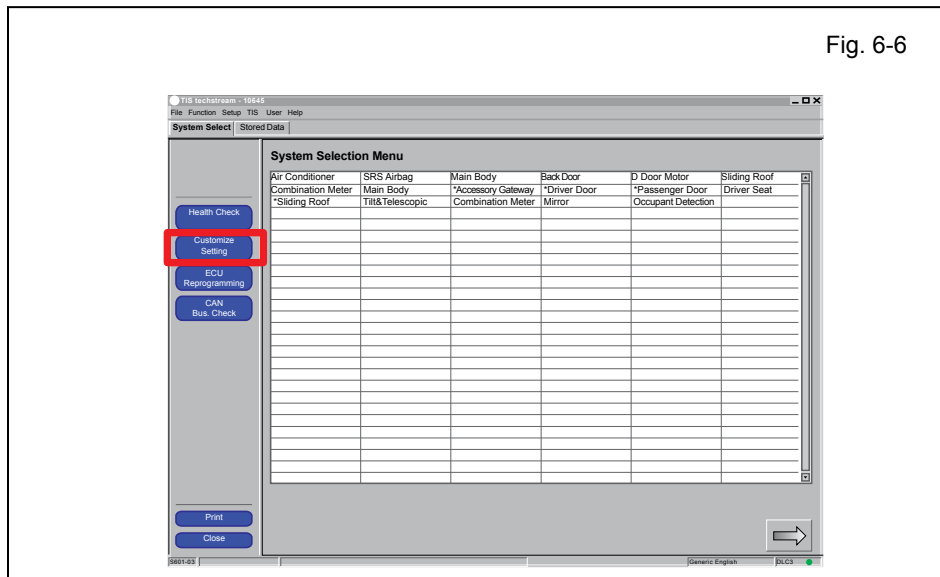 Fig. 6-6
TIS techstream - 10645
File Function Setup TIS User Help
System Select Stored Data
System Selection Menu
Air Conditioner SRS Airbag Main Body Back Door D Door Motor Sliding Roof
Combination Meter Main Body *Accessory Gateway *Driver Door *Passenger Door Driver Seat
*Sliding Roof Tilt&Telescopic Combination Meter Mirror Occupant Detection
Health Check
Customize
Setting
ECU
Reprogramming
CAN
Bus. Check
Print
Close
S601-03 Generic English DLC3